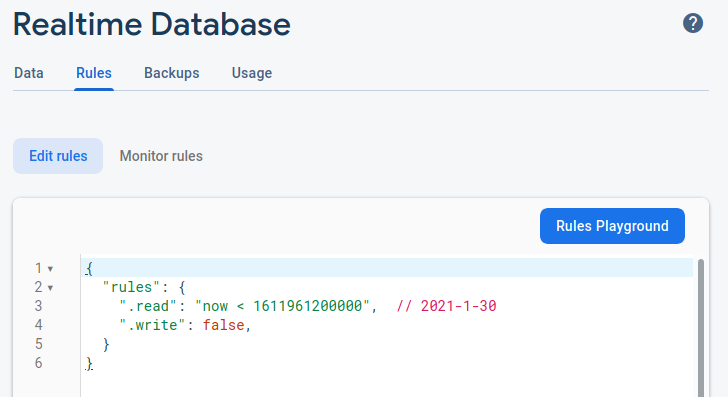 Realtime Database
?
Data Rules Backups Usage
Edit rules Monitor rules
Rules Playground
1 {
2 "rules": {
3 ".read": "now < 1611961200000", // 2021-1-30
4 ".write": false,
5 }
6 }